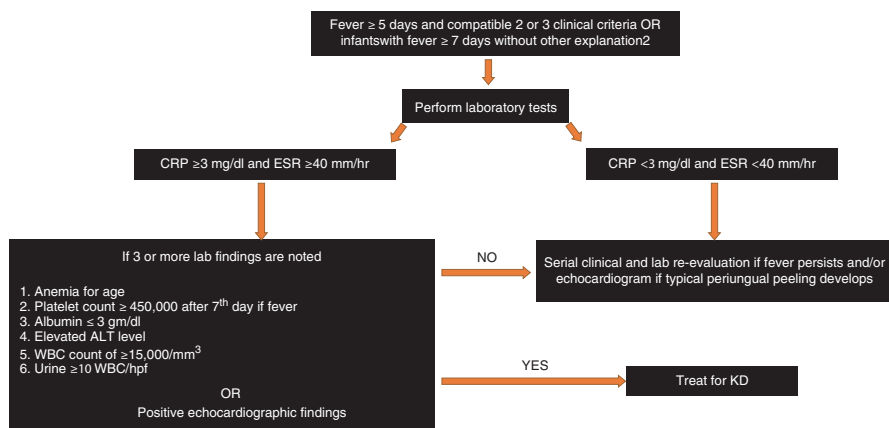 Fever ≥ 5 days and compatible 2 or 3 clinical criteria OR
infantswith fever ≥ 7 days without other explanation2
Perform laboratory tests
CRP ≥3 mg/dl and ESR ≥40 mm/hr
CRP <3 mg/dl and ESR <40 mm/hr
If 3 or more lab findings are noted
1. Anemia for age
2. Platelet count ≥ 450,000 after 7th day if fever
3. Albumin ≤ 3 gm/dl
4. Elevated ALT level
5. WBC count of ≥15,000/mm3
6. Urine ≥10 WBC/hpf
OR
Positive echocardiographic findings
NO
Serial clinical and lab re-evaluation if fever persists and/or
echocardiogram if typical periungual peeling develops
YES
Treat for KD